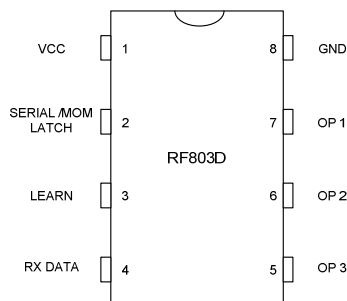 VCC 1 8 GND
SERIAL /MOM
LATCH 2 7 OP 1
RF803D
LEARN 3 6 OP 2
RX DATA 4 5 OP 3